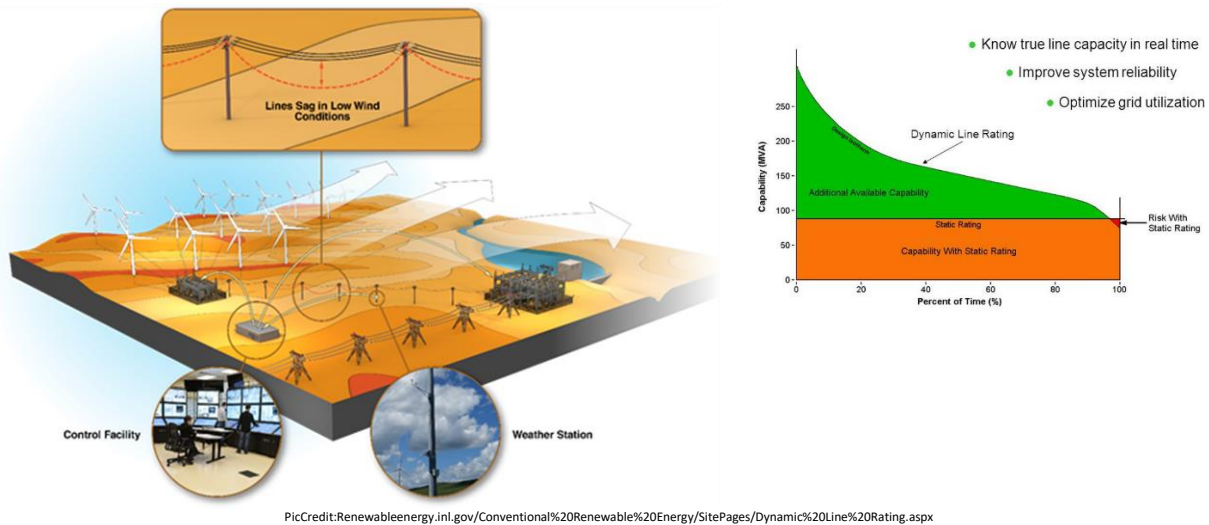 Lines Sag in Low Wind
Conditions
Control Facility
Weather Station
Know true line capacity in real time
Improve system reliability
Optimize grid utilization
Capability (MVA)
250
200
150
100
50
0
Dynamic Line Rating
Additional Available Capability
Static Rating
Capability With Static Rating
Risk With
Static Rating
0 20 40 60 80 100
Percent of Time (%)
PicCredit:Renewableenergy.inl.gov/Conventional%20Renewable%20Energy/SitePages/Dynamic%20Line%20Rating.aspx